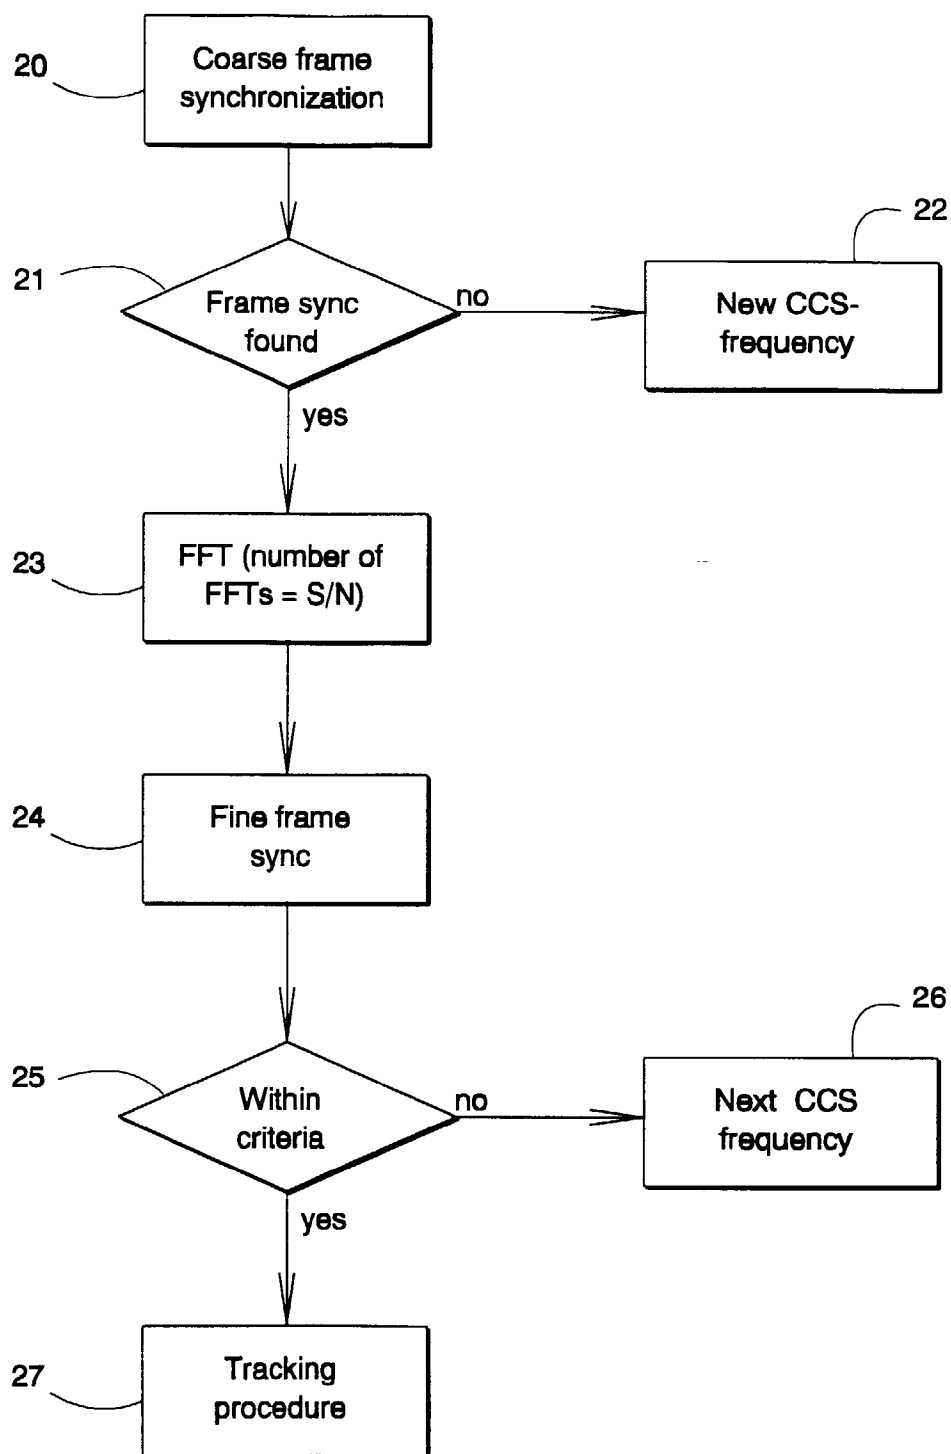 20
Coarse frame
synchronization
22
21
Frame sync
found
no
New CCS-
frequency
yes
23
FFT (number of
FFTs = S/N)
24
Fine frame
sync
26
25
Within
criteria
no
Next CCS
frequency
yes
27
Tracking
procedure